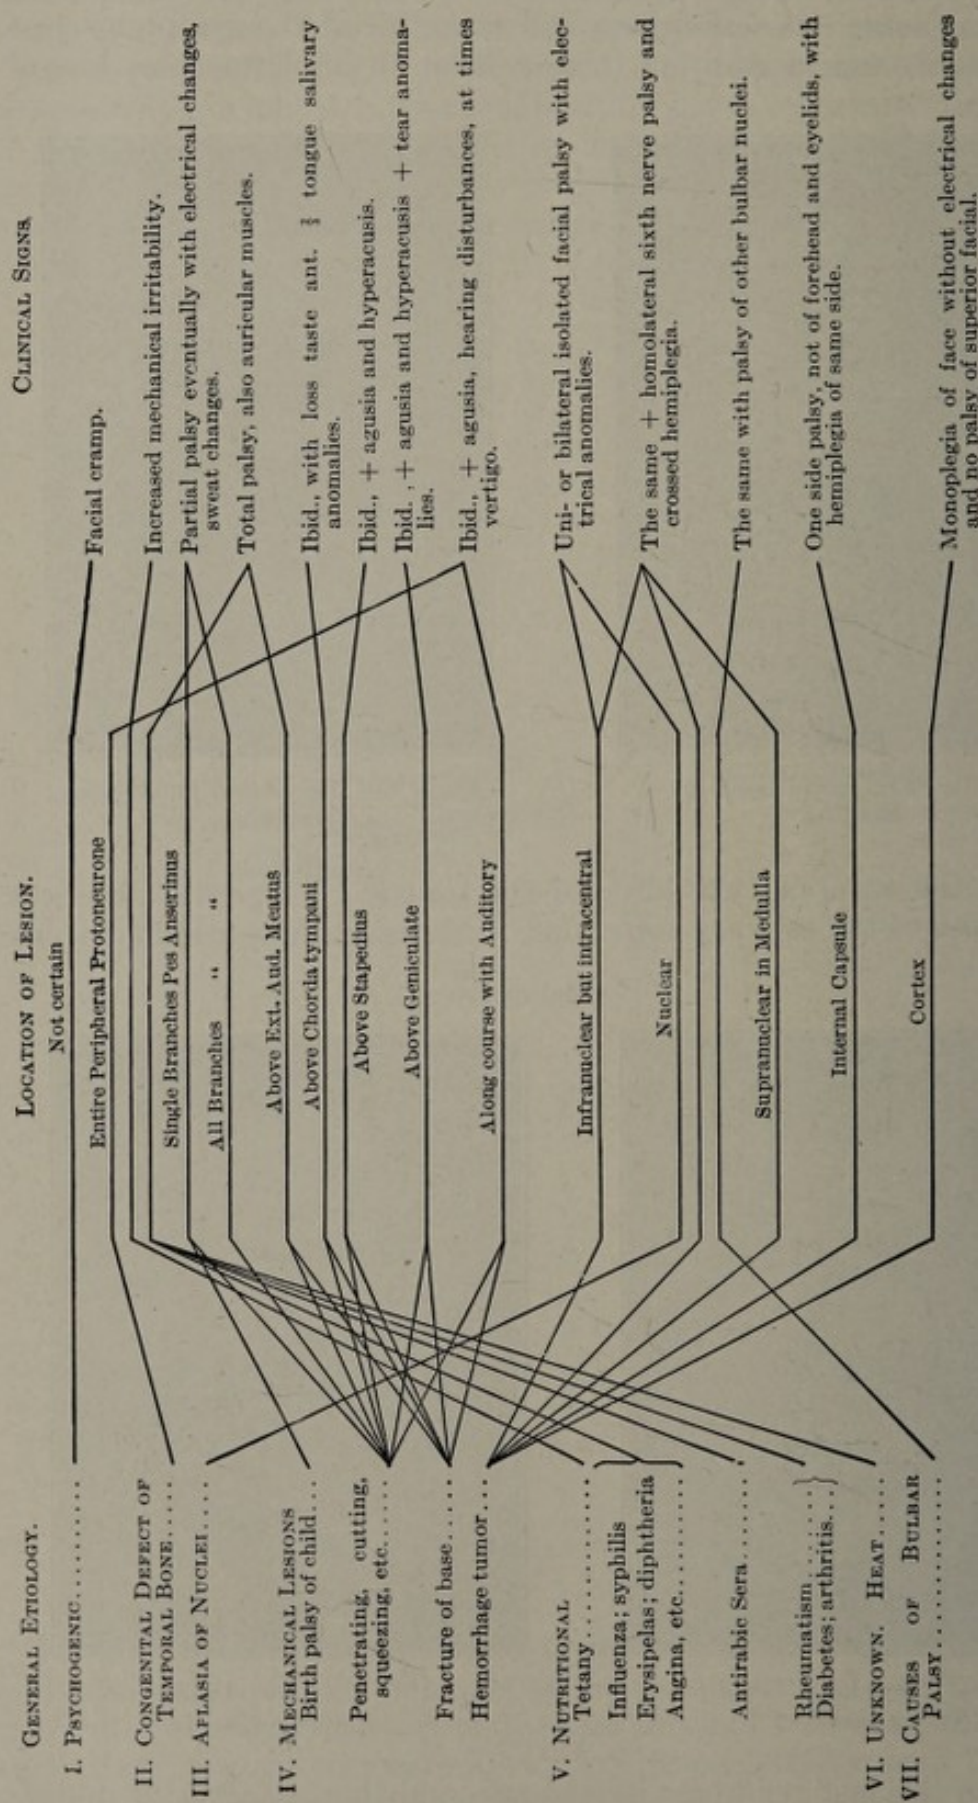 GENERAL ETIOLOGY.
I. PSYCHOGENIC..........
II. CONGENITAL DEFECT OF
TEMPORAL BONE.....
III. AFLASIA OF NUCLEI....
IV. MECHANICAL LESIONS
Birth palsy of child...
Penetrating, cutting,
squeezing, etc......
Fracture of base.....
Hemorrhage tumor...
V. NUTRITIONAL
Tetany...........
Influenza; syphilis
Erysipelas; diphtheria
Angina, etc.........
Antirabic Sera.......
Rheumatism.......
Diabetes; arthritis...
VI. UNKNOWN. HEAT.....
VII. CAUSES OF BULBAR
PALSY.............
LOCATION OF LESION.
Not certain
Entire Peripheral Protoneurone
Single Branches Pes Anserinus
All Branches " "
Above Ext. Aud. Meatus
Above Chorda tympani
Above Stapedius
Above Geniculate
Along course with Auditory
Infranuclear but intracentral
Nuclear
Supranuclear in Medulla
Internal Capsule
Cortex
CLINICAL SIGNS.
Facial cramp.
Increased mechanical irritability.
Partial palsy eventually with electrical changes,
sweat changes.
Total palsy, also auricular muscles.
Ibid., with loss taste ant. ⅔ tongue salivary
anomalies.
Ibid., + agusia and hyperacusis.
Ibid., + agusia and hyperacusis + tear anoma-
lies.
Ibid., + agusia, hearing disturbances, at times
vertigo.
Uni- or bilateral isolated facial palsy with elec-
trical anomalies.
The same + homolateral sixth nerve palsy and
crossed hemiplegia.
The same with palsy of other bulbar nuclei.
One side palsy, not of forehead and eyelids, with
hemiplegia of same side.
Monoplegia of face without electrical changes
and no palsy of superior facial.